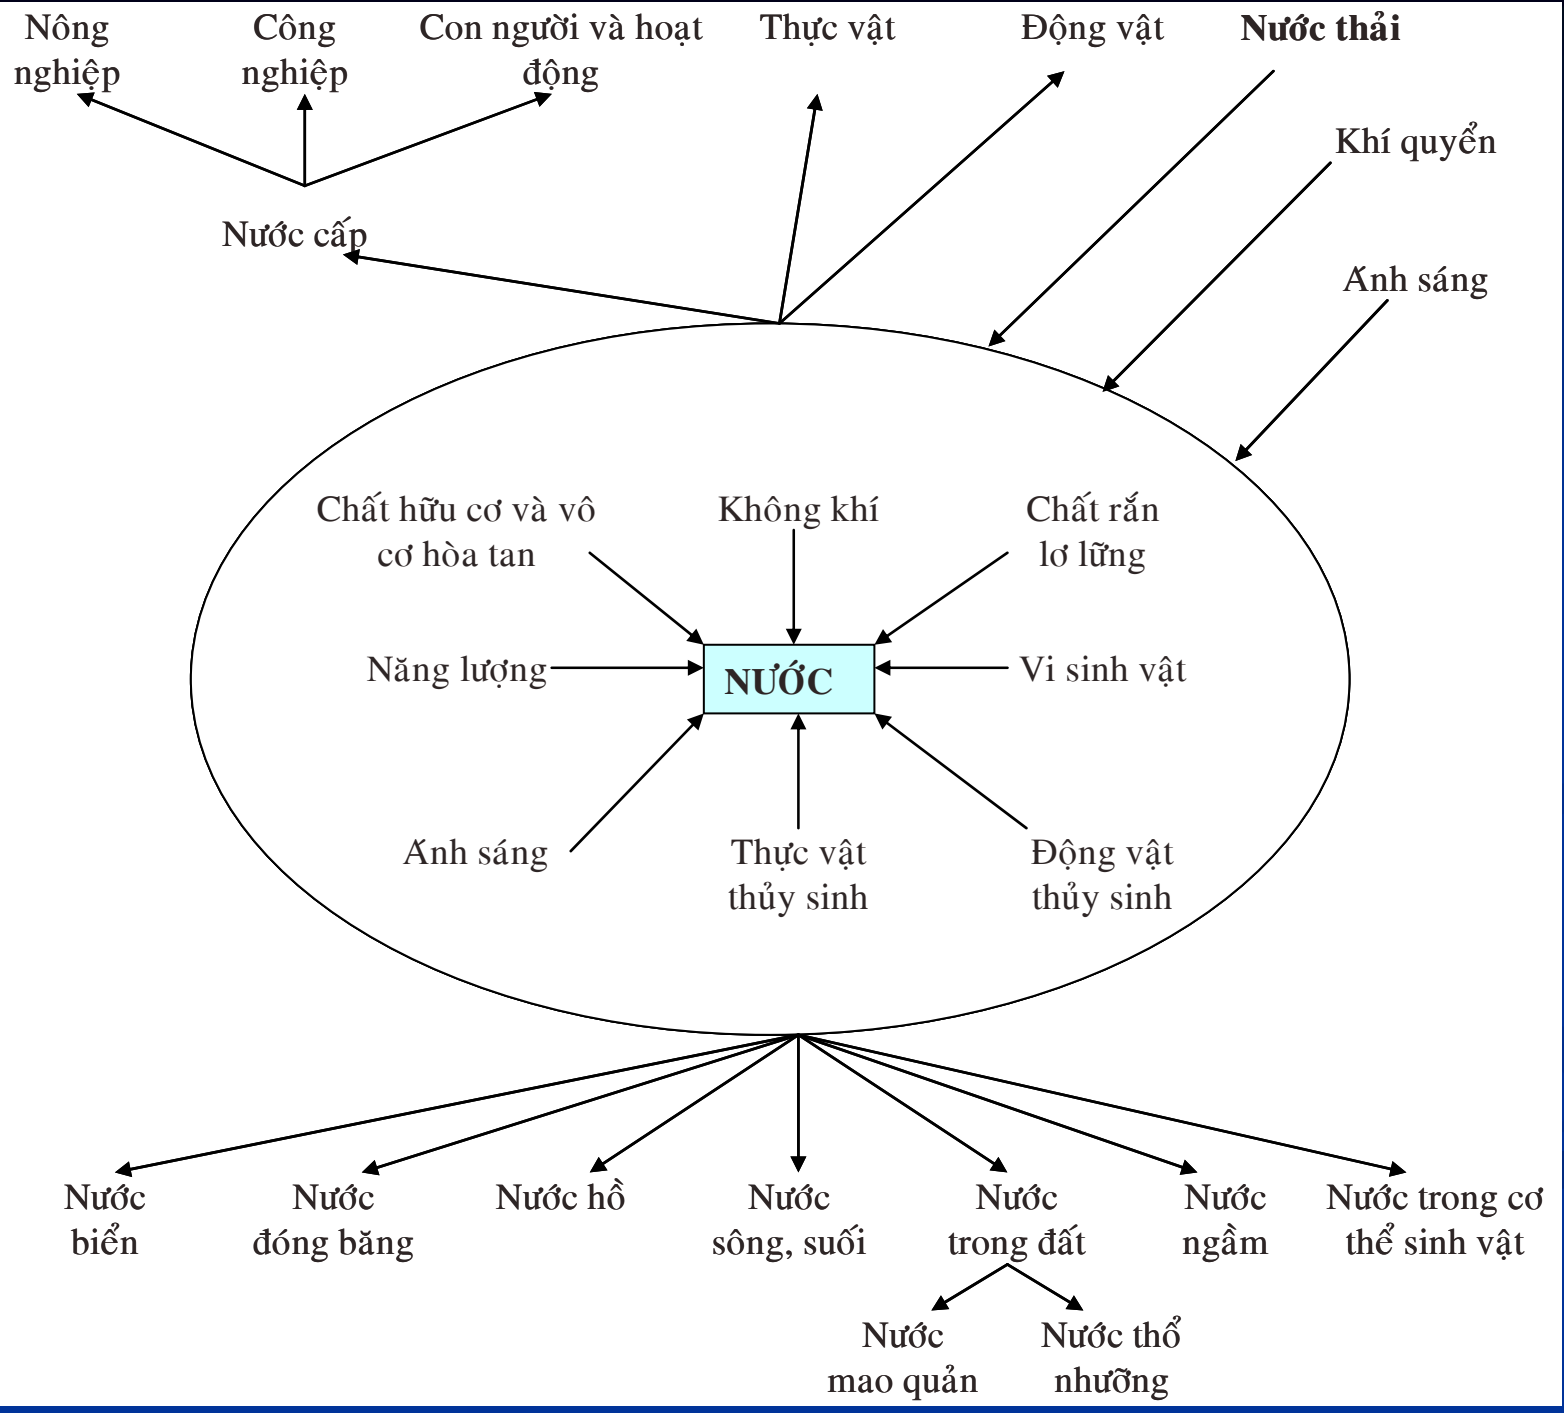 Nông
nghiệp
Công
nghiệp
Con người và hoạt
động
Thực vật
Động vật
Nước thải
Khí quyển
Nước cấp
Ánh sáng
Chất hữu cơ và vô
cơ hòa tan
Không khí
Chất rắn
lơ lững
Năng lượng
NƯỚC
Vi sinh vật
Ánh sáng
Thực vật
thủy sinh
Động vật
thủy sinh
Nước
biển
Nước
đóng băng
Nước hồ
Nước
sông, suối
Nước
trong đất
Nước
ngầm
Nước trong cơ
thể sinh vật
Nước
mao quản
Nước thổ
nhưỡng